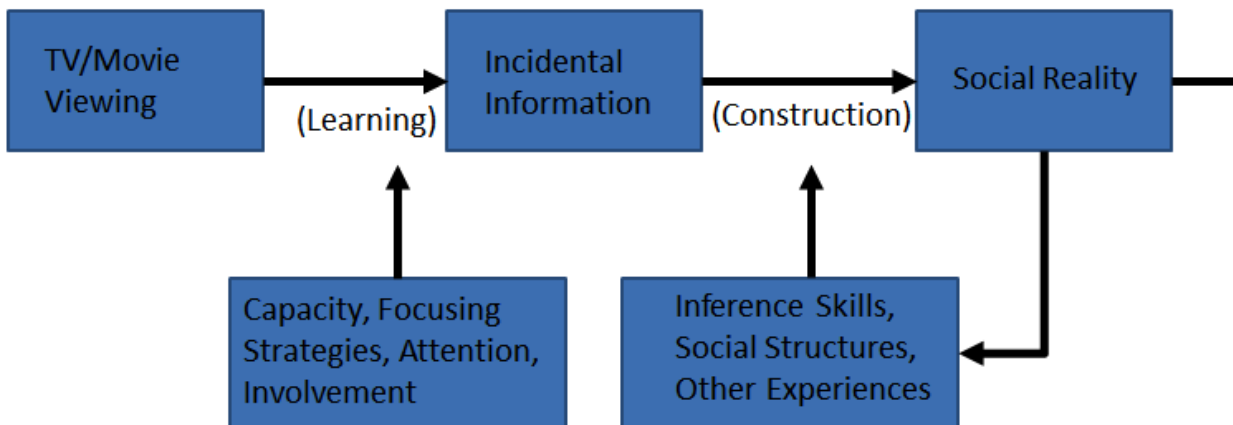 TV/Movie
Viewing
(Learning)
Incidental
Information
(Construction)
Social Reality
Capacity, Focusing
Strategies, Attention,
Involvement
Inference Skills,
Social Structures,
Other Experiences